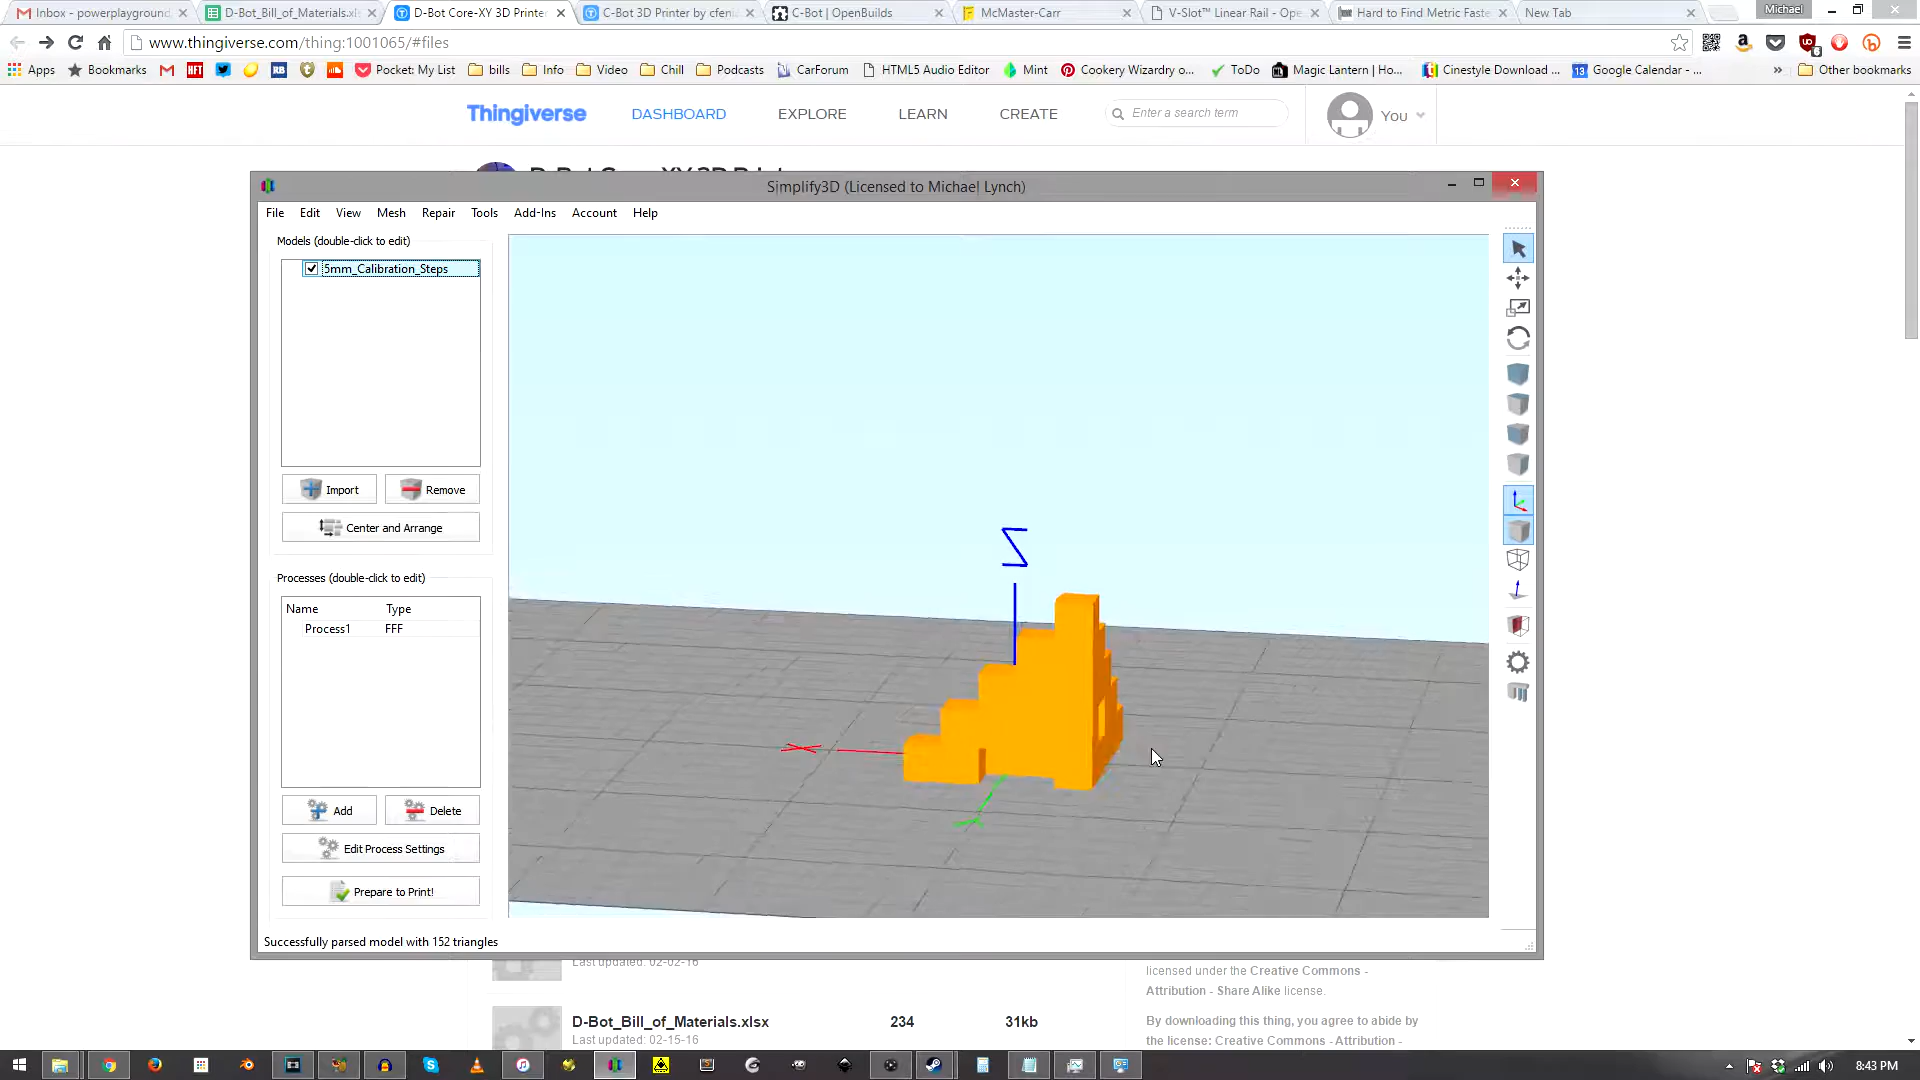 Inbox - powerplayground
D-Bot_Bill_of_Materials.xls
D-Bot Core-XY 3D Printe
C-Bot 3D Printer by cfeni
C-Bot | OpenBuilds
McMaster-Carr
V-Slot™ Linear Rail - Ope
Hard to Find Metric Faste
New Tab
Michael
www.thingiverse.com/thing:1001065/#files
Apps
Bookmarks
Pocket: My List
bills
Info
Video
Chill
Podcasts
CarForum
HTML5 Audio Editor
Mint
Cookery Wizardry o...
ToDo
Magic Lantern | Ho...
Cinestyle Download ...
Google Calendar - ...
»
Other bookmarks
Thingiverse
DASHBOARD
EXPLORE
LEARN
CREATE
Enter a search term
You
Simplify3D (Licensed to Michael Lynch)
File Edit View Mesh Repair Tools Add-Ins Account Help
Models (double-click to edit)
5mm_Calibration_Steps
Import
Remove
Center and Arrange
Processes (double-click to edit)
Name Type
Process1 FFF
Add
Delete
Edit Process Settings
Prepare to Print!
Z
X
Y
Successfully parsed model with 152 triangles
Last updated: 02-02-16
D-Bot_Bill_of_Materials.xlsx 234 31kb
Last updated: 02-15-16
licensed under the Creative Commons -
Attribution - Share Alike license.
By downloading this thing, you agree to abide by
the license: Creative Commons - Attribution -
8:43 PM